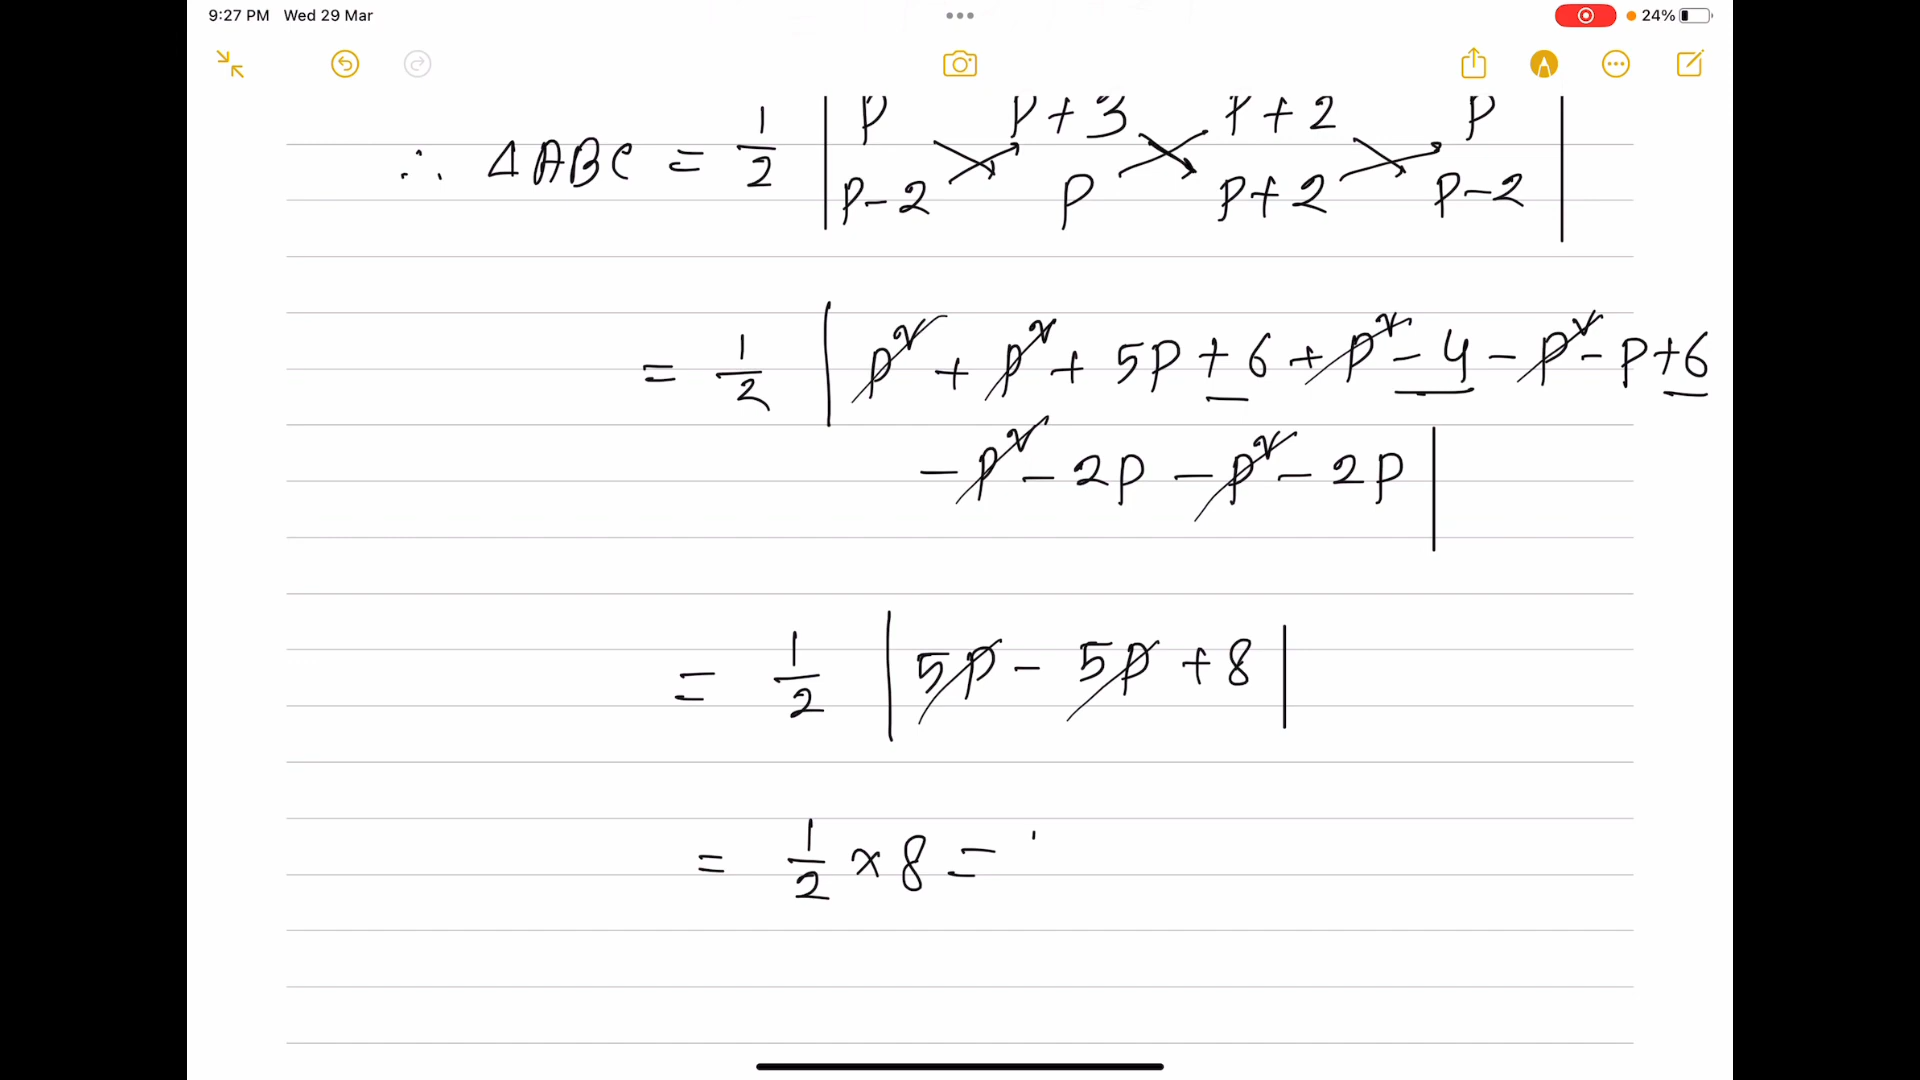 9:27 PM Wed 29 Mar
24%
∴ ΔABC = 1/2 | P P+3 P+2 P |
| P-2 P P+2 P-2 |
= 1/2 | p² + p² + 5p + 6 + p² - 4 - p² - p + 6
- p² - 2p - p² - 2p |
= 1/2 | 5p - 5p + 8 |
= 1/2 × 8 =